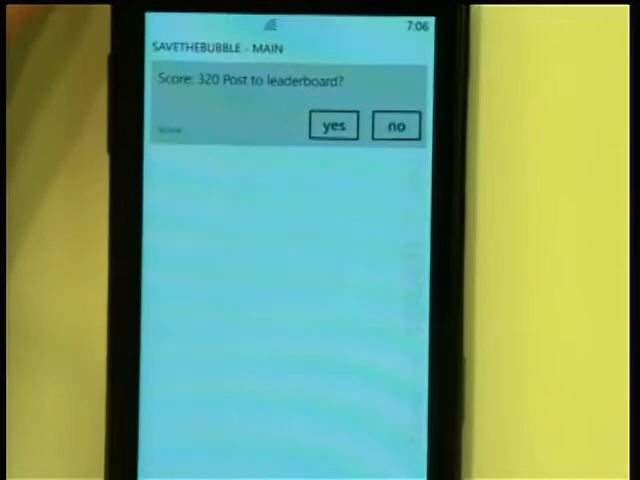 7:06
SAVETHEBUBBLE - MAIN
Score: 320 Post to leaderboard?
yes no